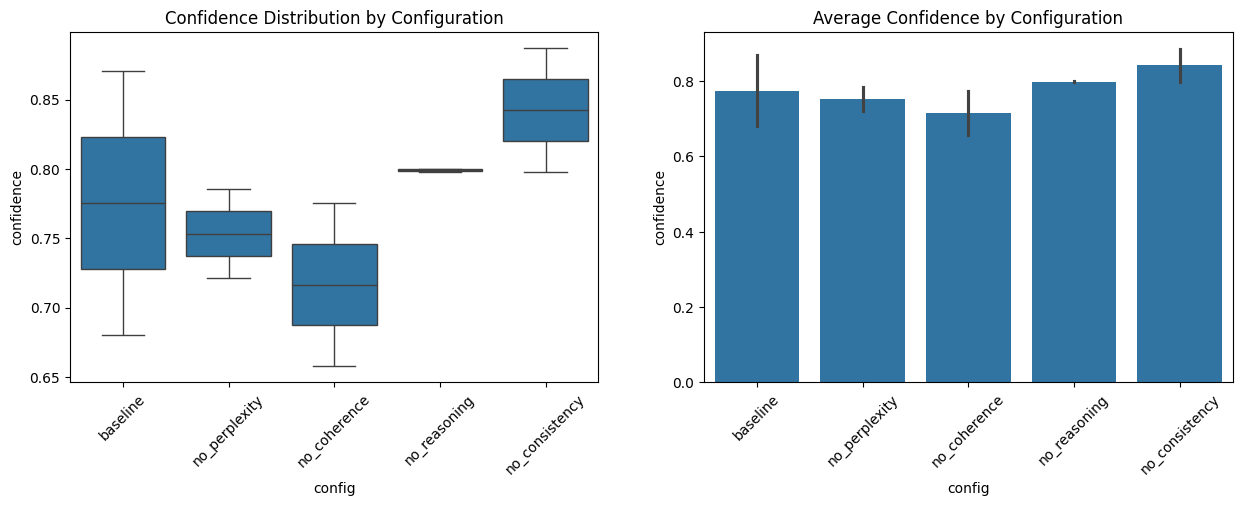 Confidence Distribution by Configuration
confidence
0.85
0.80
0.75
0.70
0.65
baseline
no_perplexity
no_coherence
no_reasoning
no_consistency
config
Average Confidence by Configuration
confidence
0.8
0.6
0.4
0.2
0.0
baseline
no_perplexity
no_coherence
no_reasoning
no_consistency
config